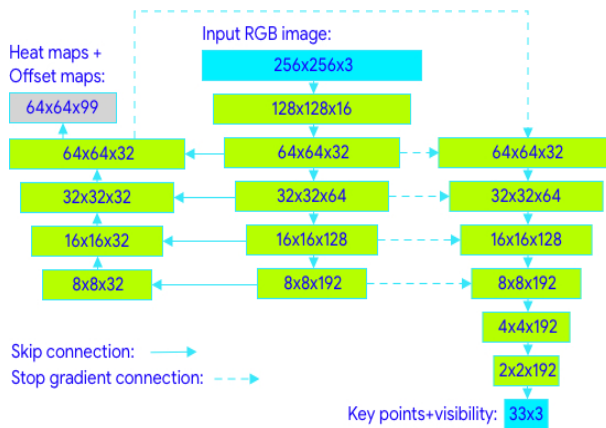 Input RGB image:
Heat maps +
Offset maps:
256x256x3
64x64x99
128x128x16
64x64x32
64x64x32
64x64x32
32x32x32
32x32x64
32x32x64
16x16x32
16x16x128
16x16x128
8x8x32
8x8x192
8x8x192
4x4x192
Skip connection:
2x2x192
Stop gradient connection:
Key points+visibility:
33x3